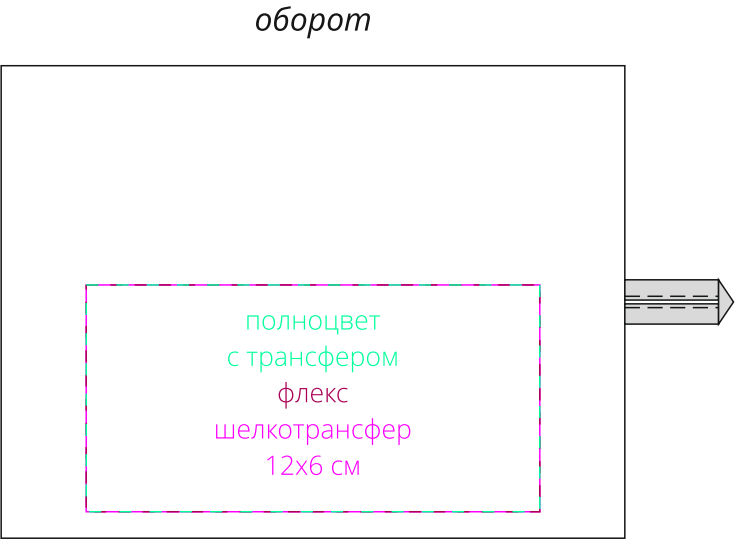 оборот
полноцвет
с трансфером
флекс
шелкотрансфер
12х6 см